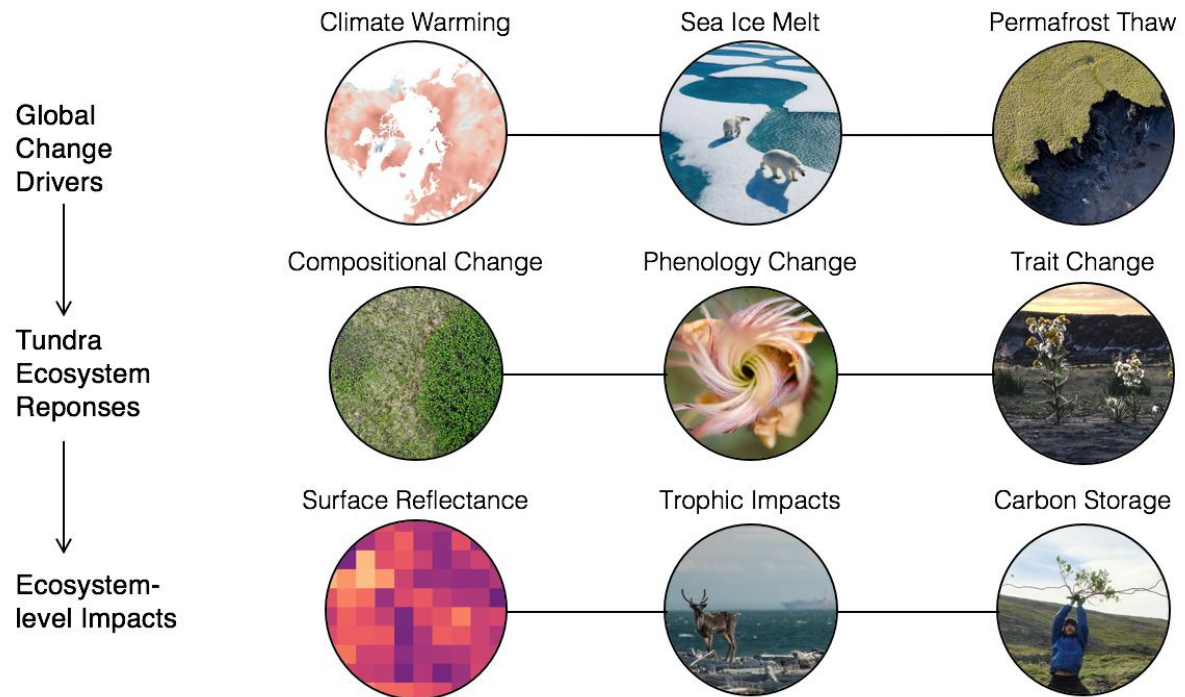 Climate Warming
Sea Ice Melt
Permafrost Thaw
Global
Change
Drivers
Compositional Change
Phenology Change
Trait Change
Tundra
Ecosystem
Reponses
Surface Reflectance
Trophic Impacts
Carbon Storage
Ecosystem-
level Impacts